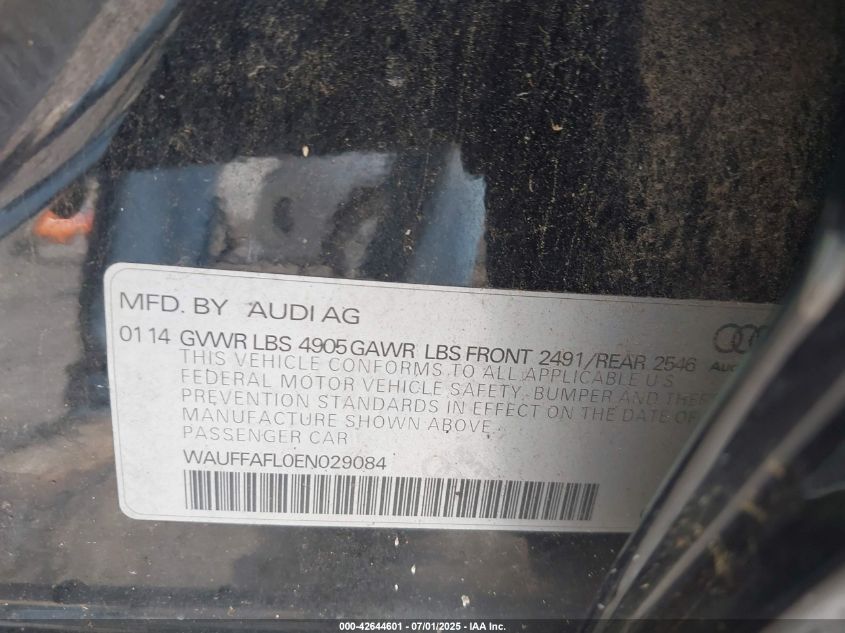 MFD. BY AUDI AG
01 14 GVWR LBS 4905 GAWR LBS FRONT 2491/REAR 2546
THIS VEHICLE CONFORMS TO ALL APPLICABLE U S
FEDERAL MOTOR VEHICLE SAFETY, BUMPER AND
PREVENTION STANDARDS IN EFFECT ON THE DATE OF
MANUFACTURE SHOWN ABOVE.
PASSENGER CAR
WAUFFAFL0EN029084
000-42644601 - 07/01/2025 - IAA Inc.